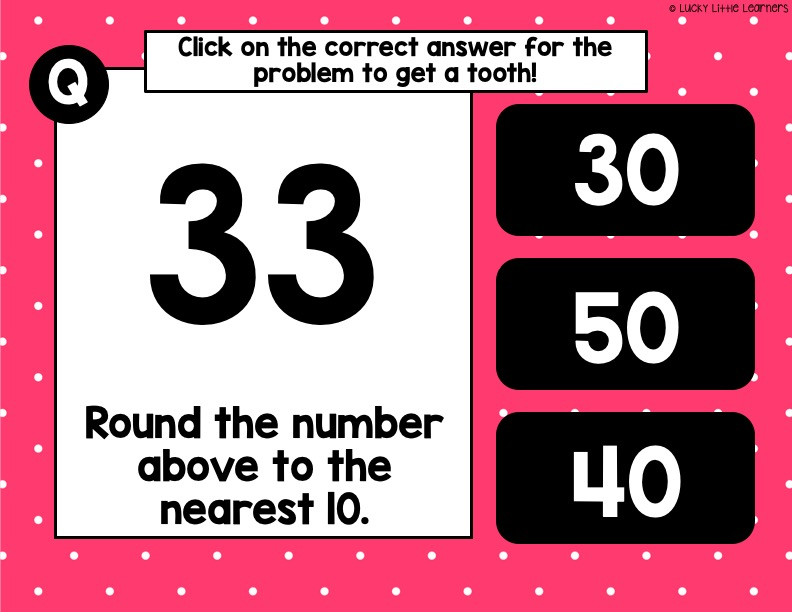 © Lucky Little Learners
Click on the correct answer for the
problem to get a tooth!
Q
33
Round the number
above to the
nearest 10.
30
50
40